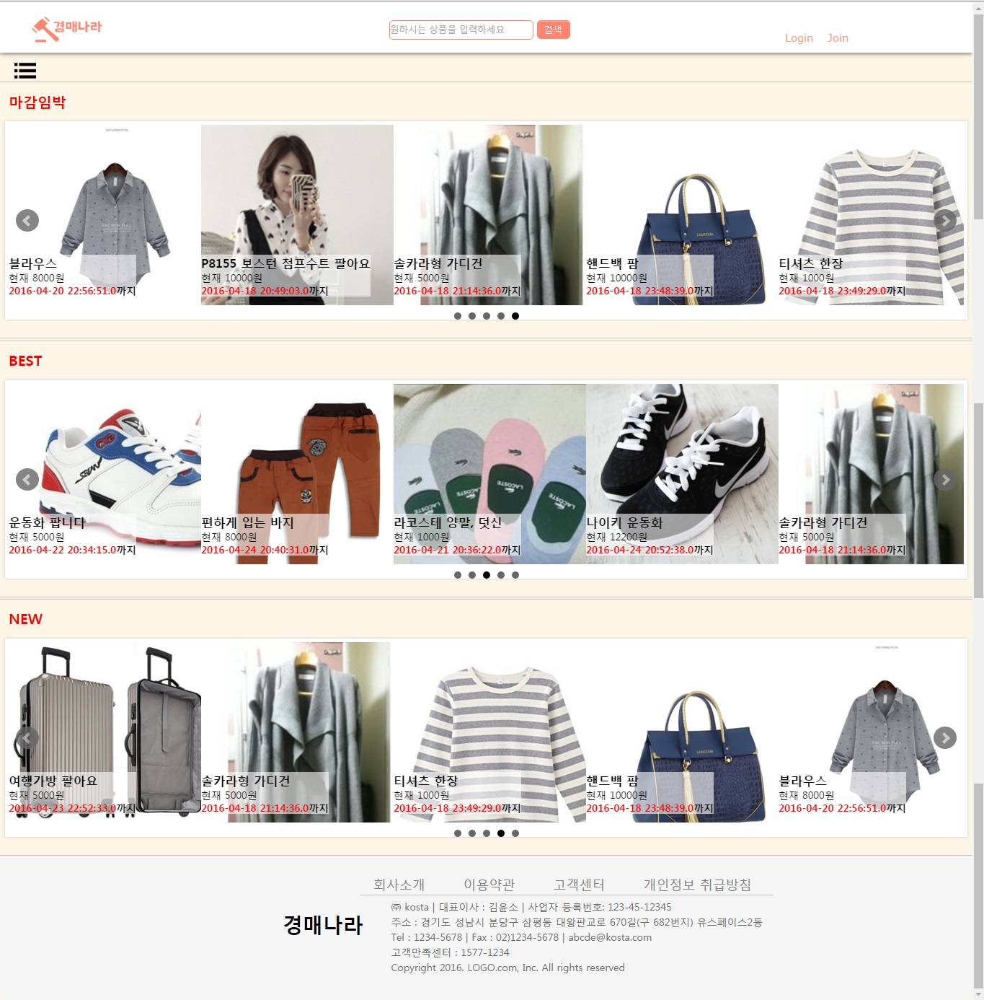 경매나라
원하시는 상품을 입력하세요 검색
Login Join
마감임박
INFORMATION
블라우스
현재 8000원
2016-04-20 22:56:51.0까지
P8155 보스턴 점프수트 팔아요
현재 10000원
2016-04-18 20:49:03.0까지
솔카라형 가디건
현재 5000원
2016-04-18 21:14:36.0까지
핸드백 팜
현재 10000원
2016-04-18 23:48:39.0까지
티셔츠 한장
현재 1000원
2016-04-18 23:49:29.0까지
BEST
운동화 팝니다
현재 5000원
2016-04-22 20:34:15.0까지
편하게 입는 바지
현재 8000원
2016-04-24 20:40:31.0까지
LACOSTE
LACOSTE
LACOSTE
라코스테 양말, 덧신
현재 1000원
2016-04-21 20:36:22.0까지
나이키 운동화
현재 12200원
2016-04-24 20:52:38.0까지
솔카라형 가디건
현재 5000원
2016-04-18 21:14:36.0까지
NEW
여행가방 팔아요
현재 5000원
2016-04-23 22:52:33.0까지
솔카라형 가디건
현재 5000원
2016-04-18 21:14:36.0까지
티셔츠 한장
현재 1000원
2016-04-18 23:49:29.0까지
핸드백 팜
현재 10000원
2016-04-18 23:48:39.0까지
INFORMATION
블라우스
현재 8000원
2016-04-20 22:56:51.0까지
회사소개 이용약관 고객센터 개인정보 취급방침
경매나라
㈜ kosta | 대표이사 : 김윤소 | 사업자 등록번호: 123-45-12345
주소 : 경기도 성남시 분당구 삼평동 대왕판교로 670길(구 682번지) 유스페이스2동
Tel : 1234-5678 | Fax : 02)1234-5678 | abcde@kosta.com
고객만족센터 : 1577-1234
Copyright 2016. LOGO.com, Inc. All rights reserved